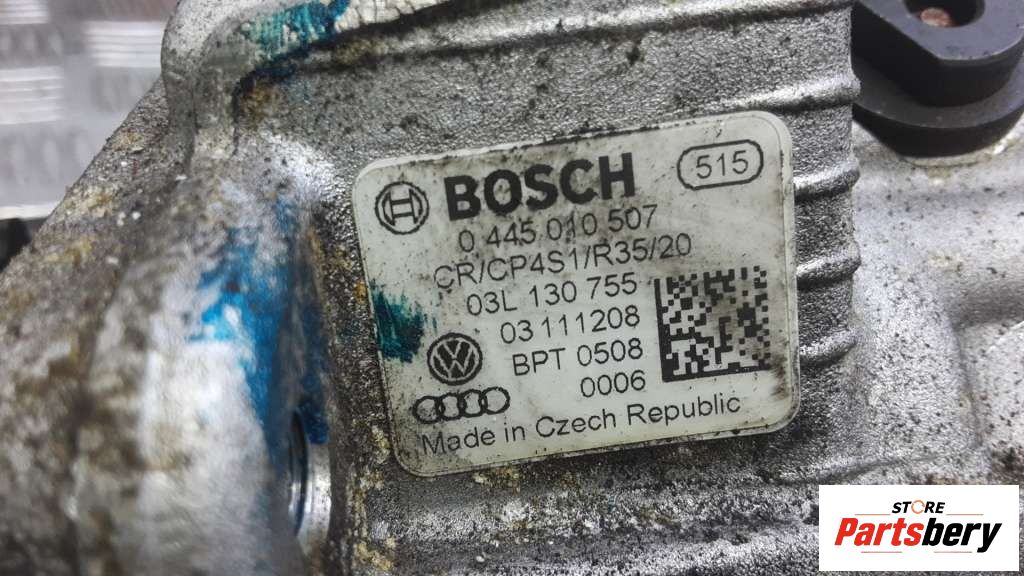 BOSCH
515
0 445 010 507
CR/CP4S1/R35/20
03L 130 755
03 111208
BPT 0508
0006
Made in Czech Republic
STORE
Partsbery